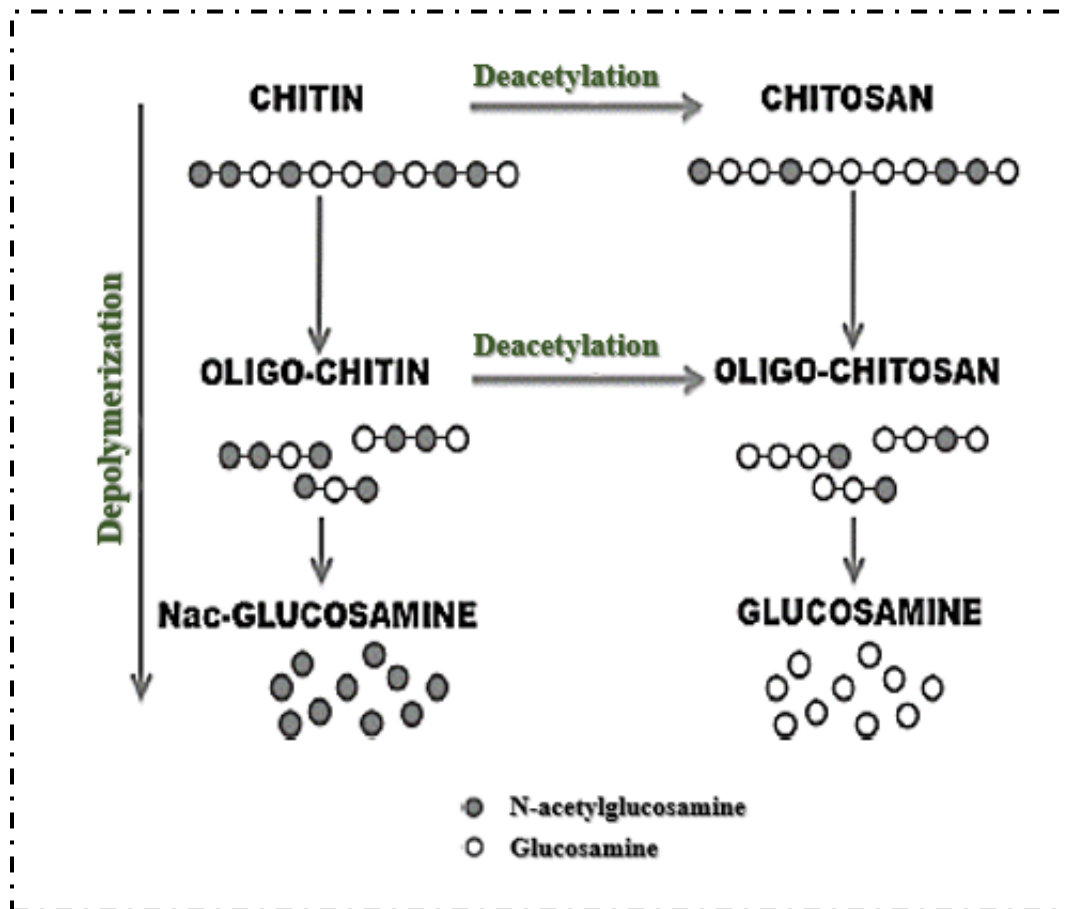 Deacetylation
CHITIN
CHITOSAN
Depolymerization
Deacetylation
OLIGO-CHITIN
OLIGO-CHITOSAN
Nac-GLUCOSAMINE
GLUCOSAMINE
N-acetylglucosamine
Glucosamine